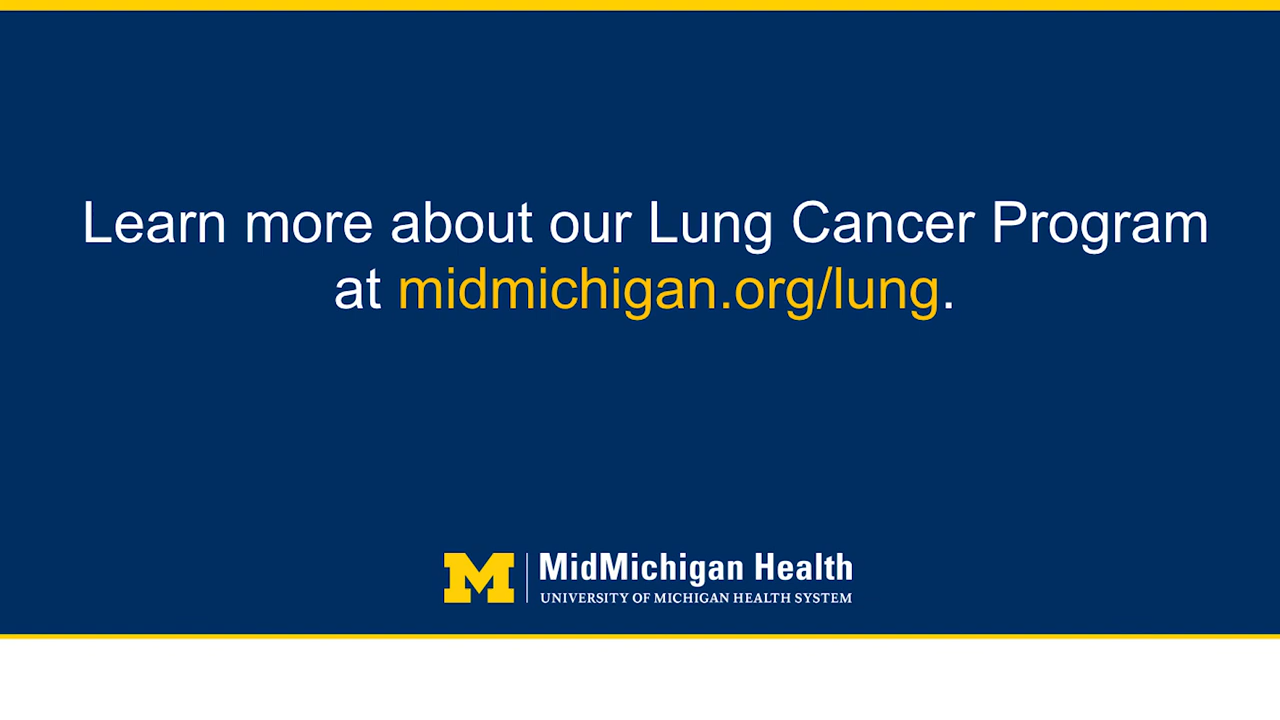 Learn more about our Lung Cancer Program
at midmichigan.org/lung.
M MidMichigan Health
UNIVERSITY OF MICHIGAN HEALTH SYSTEM